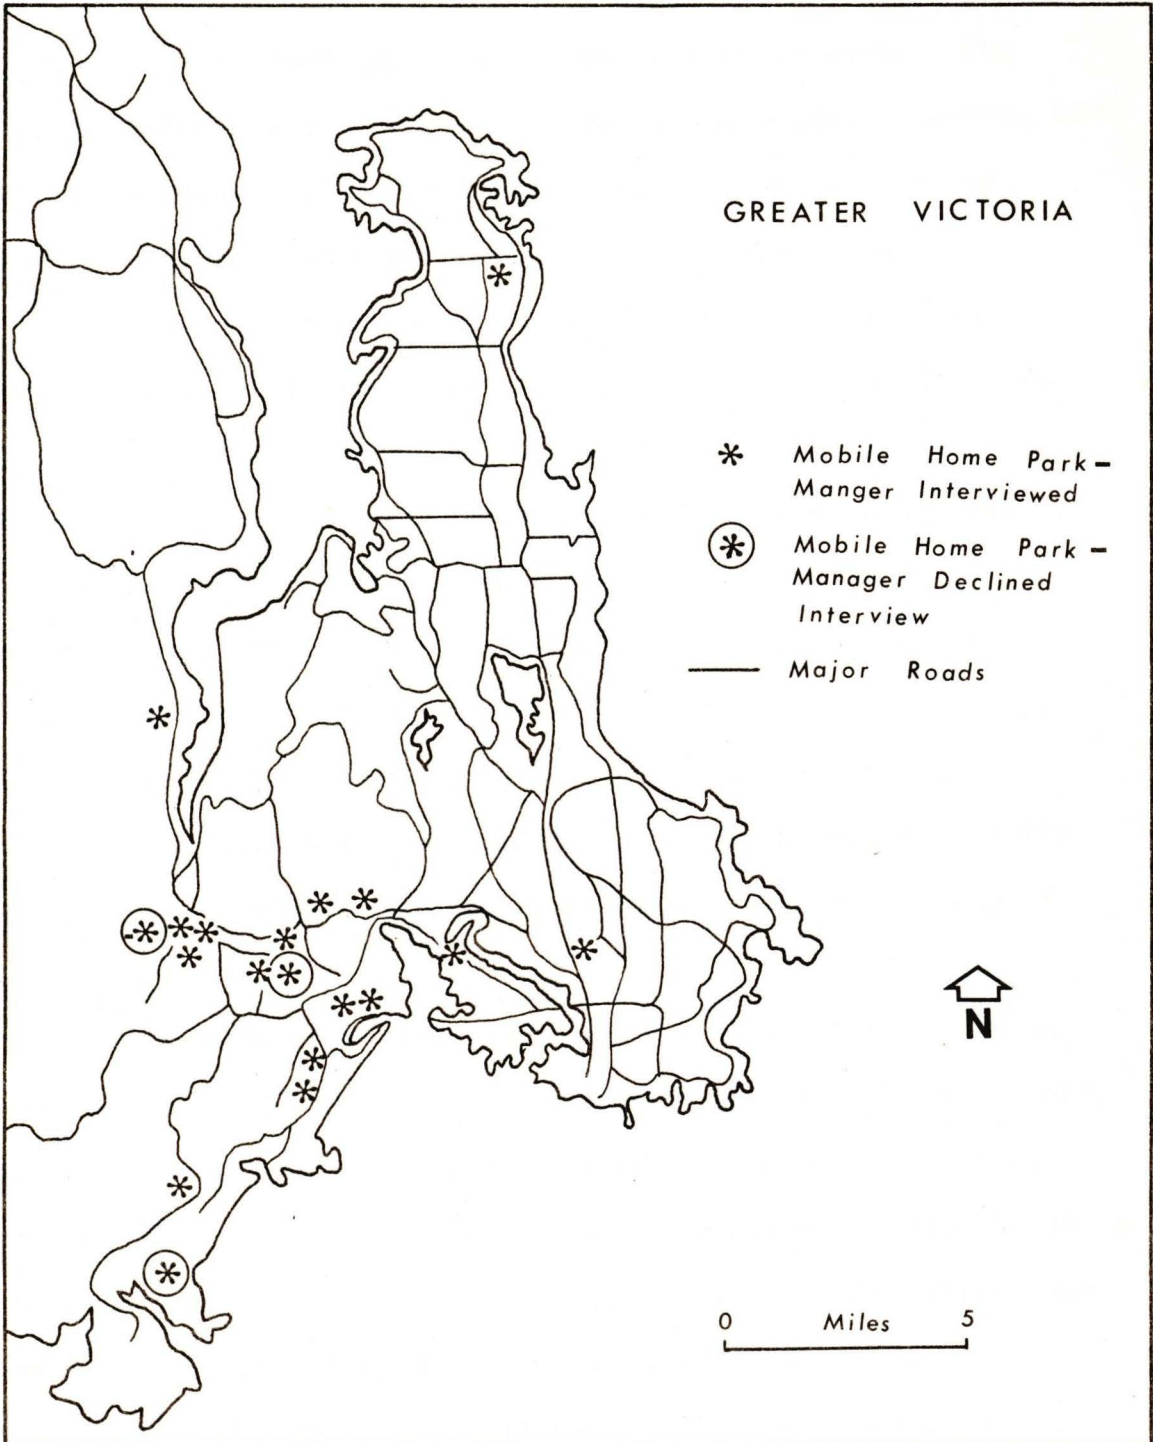 GREATER VICTORIA
Mobile Home Park-
Manger Interviewed
Mobile Home Park-
Manager Declined
Interview
Major Roads
N
0 Miles 5